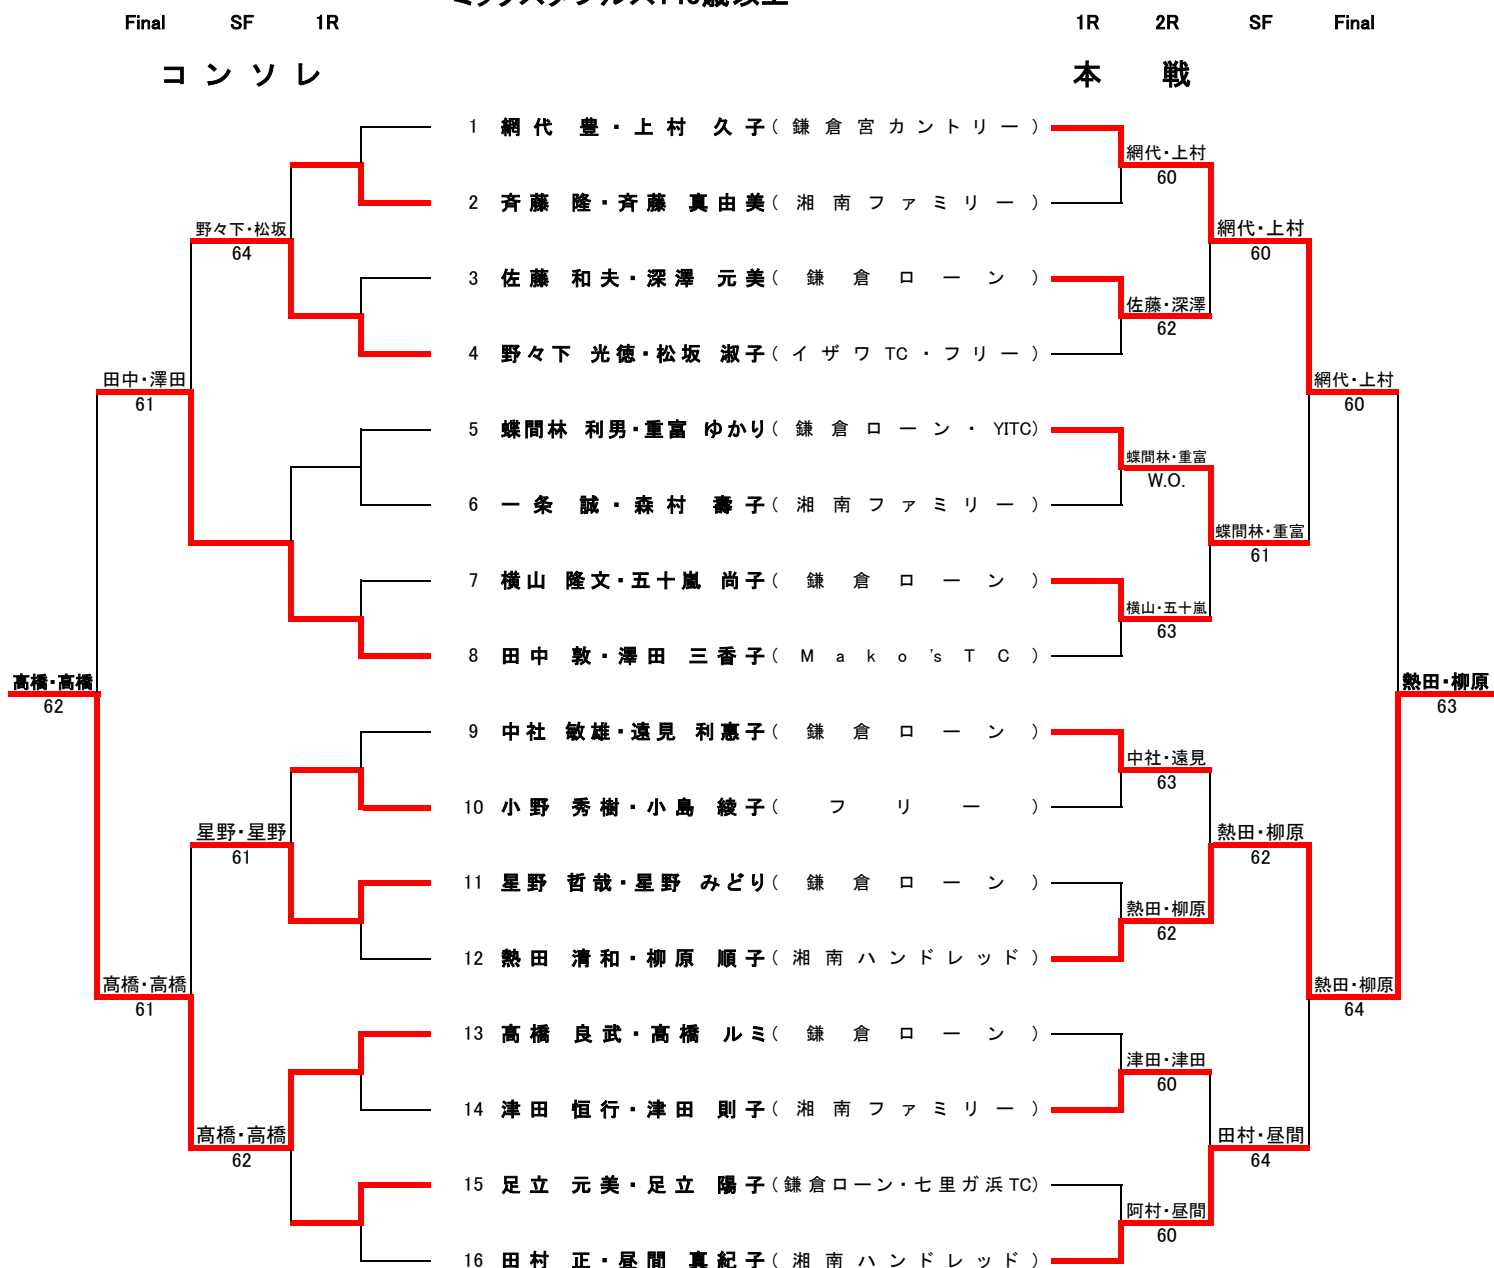 Final SF 1R 1R 2R SF Final
コンソレ 本戦
1 網代 豊・上村 久子(鎌倉宮カントリー)
網代・上村
60
2 斉藤 隆・斉藤 真由美(湘南ファミリー)
野々下・松坂
64
網代・上村
60
3 佐藤 和夫・深澤 元美(鎌倉ローン)
佐藤・深澤
62
4 野々下 光徳・松坂 淑子(イザワTC・フリー)
田中・澤田
61
網代・上村
60
5 蝶間林 利男・重富 ゆかり(鎌倉ローン・YITC)
蝶間林・重富
W.O.
6 一条 誠・森村 壽子(湘南ファミリー)
蝶間林・重富
61
7 横山 隆文・五十嵐 尚子(鎌倉ローン)
横山・五十嵐
63
8 田中 敦・澤田 三香子(Mako'sTC)
高橋・高橋
62
熱田・柳原
63
9 中社 敏雄・遠見 利惠子(鎌倉ローン)
中社・遠見
63
10 小野 秀樹・小島 綾子(フリー)
星野・星野
61
熱田・柳原
62
11 星野 哲哉・星野 みどり(鎌倉ローン)
熱田・柳原
62
12 熱田 清和・柳原 順子(湘南ハンドレッド)
髙橋・高橋
61
熱田・柳原
64
13 高橋 良武・高橋 ルミ(鎌倉ローン)
津田・津田
60
14 津田 恒行・津田 則子(湘南ファミリー)
髙橋・高橋
62
田村・昼間
64
15 足立 元美・足立 陽子(鎌倉ローン・七里ガ浜TC)
阿村・昼間
60
16 田村 正・昼間 真紀子(湘南ハンドレッド)